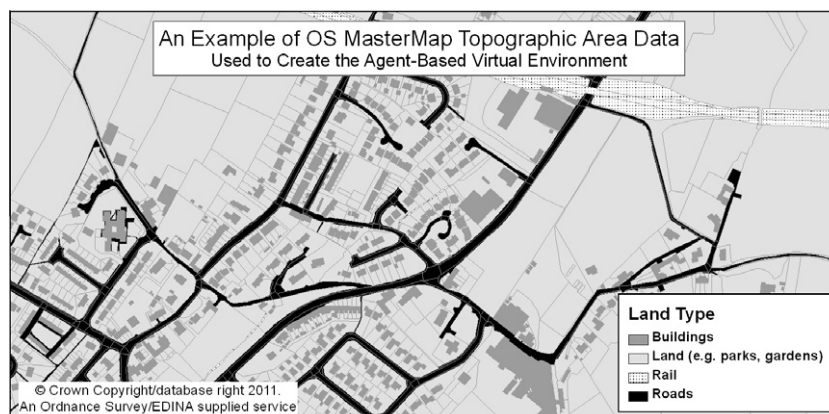 An Example of OS MasterMap Topographic Area Data
Used to Create the Agent-Based Virtual Environment
Land Type
Buildings
Land (e.g. parks, gardens)
Rail
Roads
© Crown Copyright/database right 2011.
An Ordnance Survey/EDINA supplied service